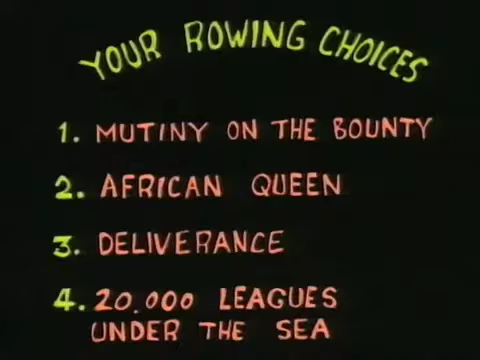 YOUR ROWING CHOICES
1. MUTINY ON THE BOUNTY
2. AFRICAN QUEEN
3. DELIVERANCE
4. 20.000 LEAGUES
UNDER THE SEA